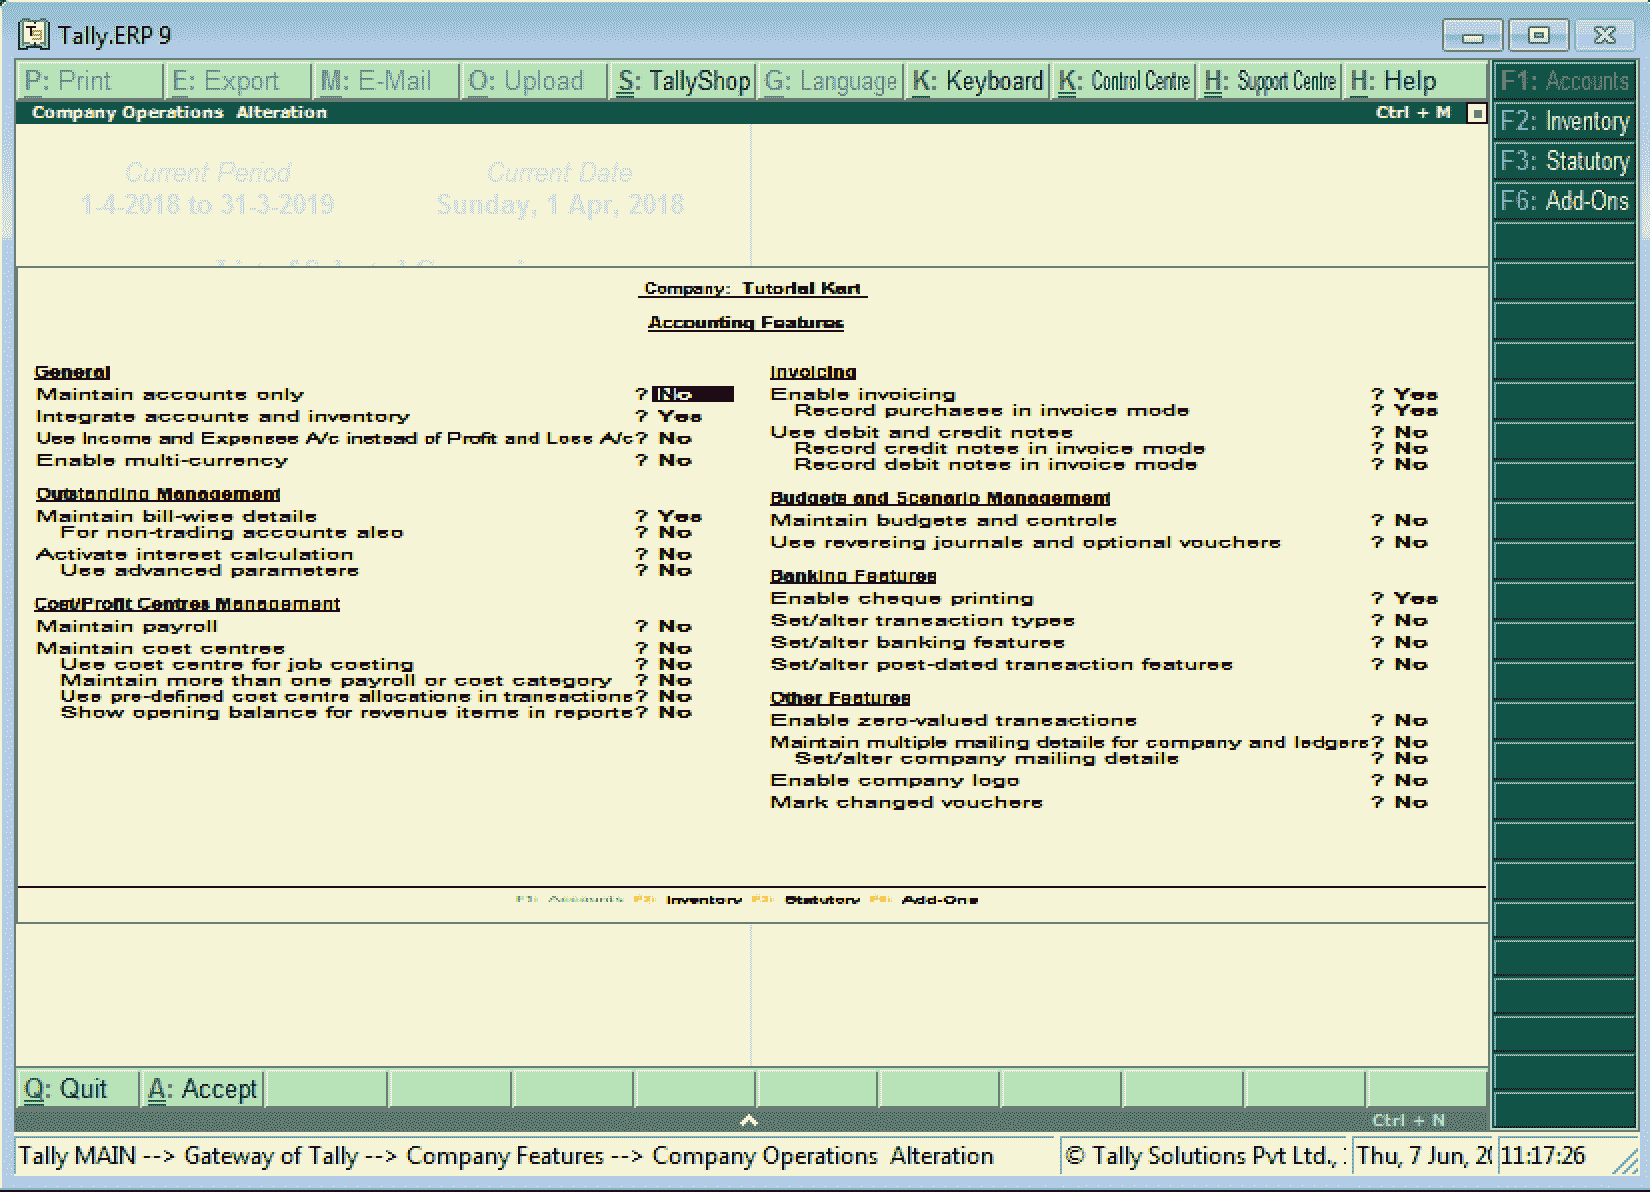 Tally.ERP 9
P: Print E: Export M: E-Mail O: Upload S: TallyShop G: Language K: Keyboard K: Control Centre H: Support Centre H: Help F1: Accounts
Company Operations Alteration Ctrl + M
F2: Inventory
F3: Statutory
F6: Add-Ons
Current Period Current Date
1-4-2018 to 31-3-2019 Sunday, 1 Apr, 2018
Company: Tutorial Kart
Accounting Features
General
Maintain accounts only ? No
Integrate accounts and inventory ? Yes
Use Income and Expenses A/c instead of Profit and Loss A/c ? No
Enable multi-currency ? No
Outstanding Management
Maintain bill-wise details ? Yes
For non-trading accounts also ? No
Activate interest calculation ? No
Use advanced parameters ? No
Cost/Profit Centres Management
Maintain payroll ? No
Maintain cost centres ? No
Use cost centre for job costing ? No
Maintain more than one payroll or cost category ? No
Use pre-defined cost centre allocations in transactions ? No
Show opening balance for revenue items in reports ? No
Invoicing
Enable invoicing ? Yes
Record purchases in invoice mode ? Yes
Use debit and credit notes ? No
Record credit notes in invoice mode ? No
Record debit notes in invoice mode ? No
Budgets and Scenario Management
Maintain budgets and controls ? No
Use reversing journals and optional vouchers ? No
Banking Features
Enable cheque printing ? Yes
Set/alter transaction types ? No
Set/alter banking features ? No
Set/alter post-dated transaction features ? No
Other Features
Enable zero-valued transactions ? No
Maintain multiple mailing details for company and ledgers ? No
Set/alter company mailing details ? No
Enable company logo ? No
Mark changed vouchers ? No
F1: Accounts F2: Inventory F3: Statutory F6: Add-Ons
Q: Quit A: Accept
Ctrl + N
Tally MAIN --> Gateway of Tally --> Company Features --> Company Operations Alteration © Tally Solutions Pvt Ltd., Thu, 7 Jun, 11:17:26